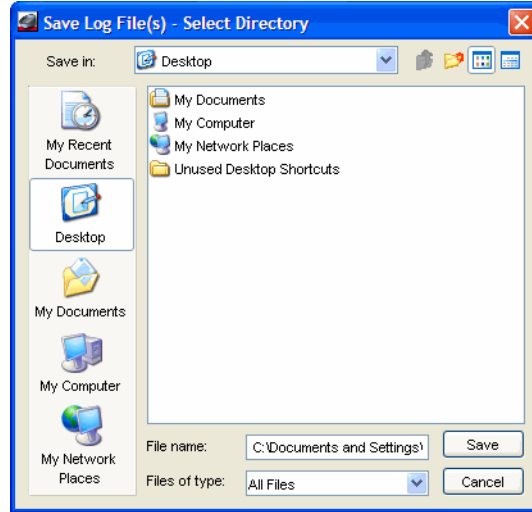 Save Log File(s) - Select Directory
Save in:
Desktop
My Recent
Documents
Desktop
My Documents
My Computer
My Network
Places
My Documents
My Computer
My Network Places
Unused Desktop Shortcuts
File name:
C:\Documents and Settings\
Save
Files of type:
All Files
Cancel